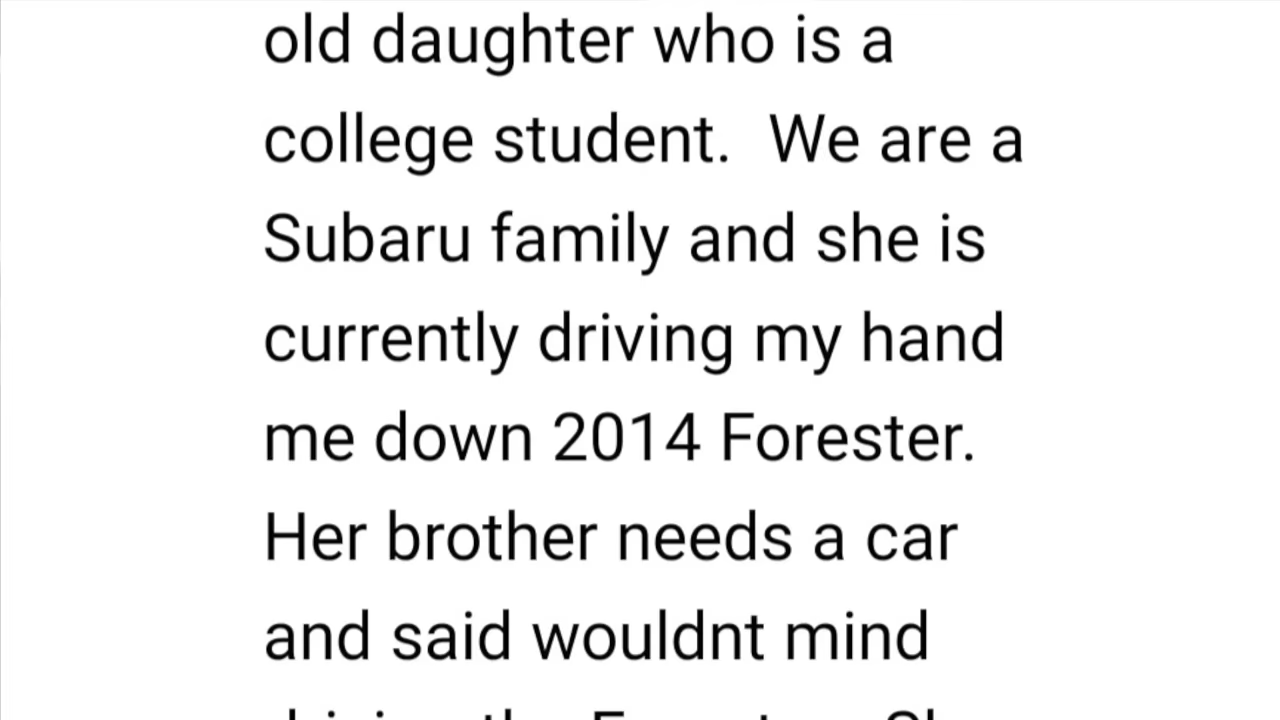 old daughter who is a
college student.  We are a
Subaru family and she is
currently driving my hand
me down 2014 Forester.
Her brother needs a car
and said wouldnt mind